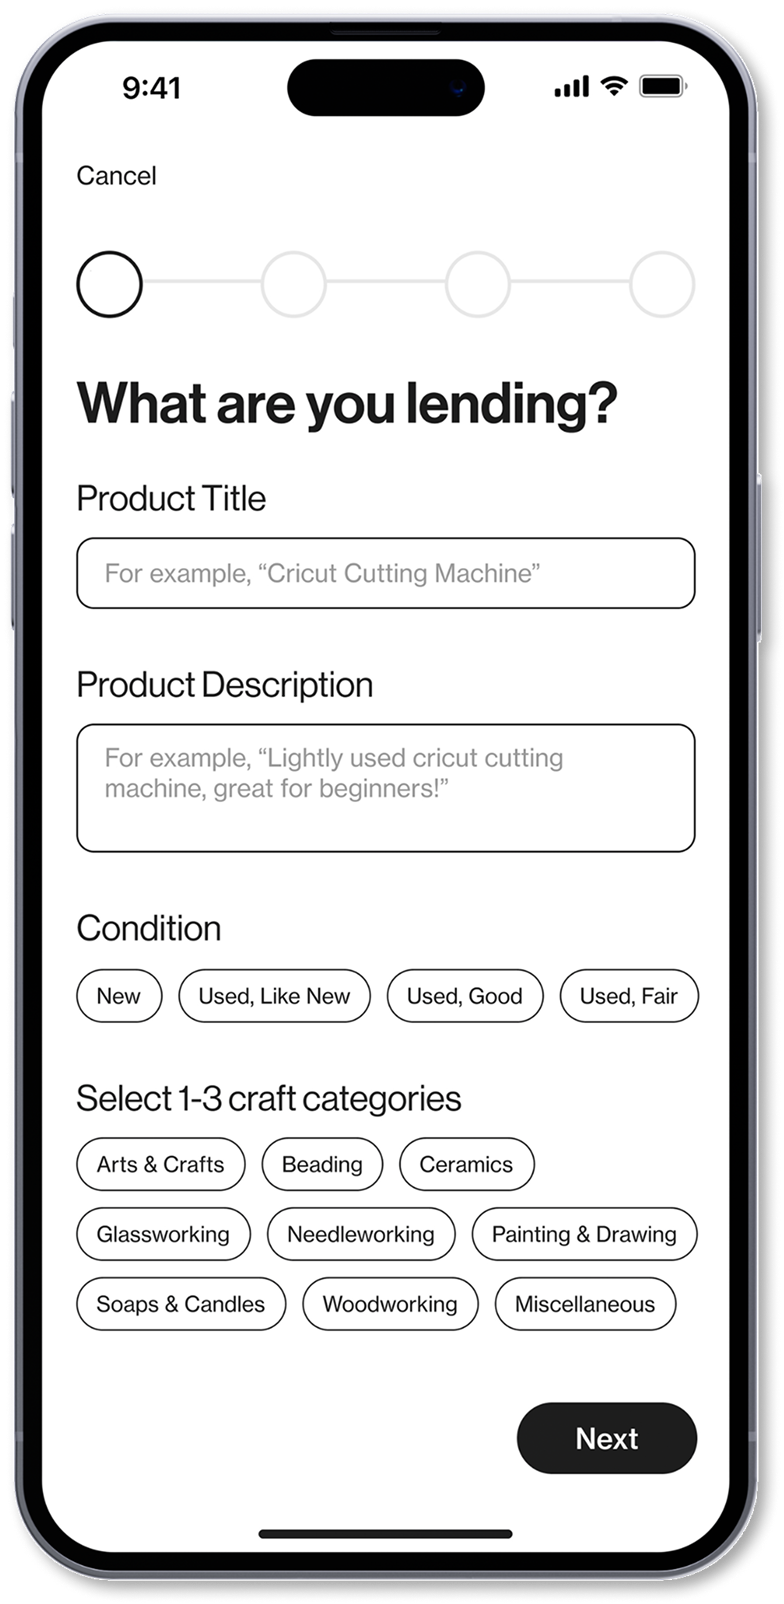 9:41
Cancel
What are you lending?
Product Title
For example, “Cricut Cutting Machine”
Product Description
For example, “Lightly used cricut cutting
machine, great for beginners!”
Condition
New Used, Like New Used, Good Used, Fair
Select 1-3 craft categories
Arts & Crafts Beading Ceramics
Glassworking Needleworking Painting & Drawing
Soaps & Candles Woodworking Miscellaneous
Next